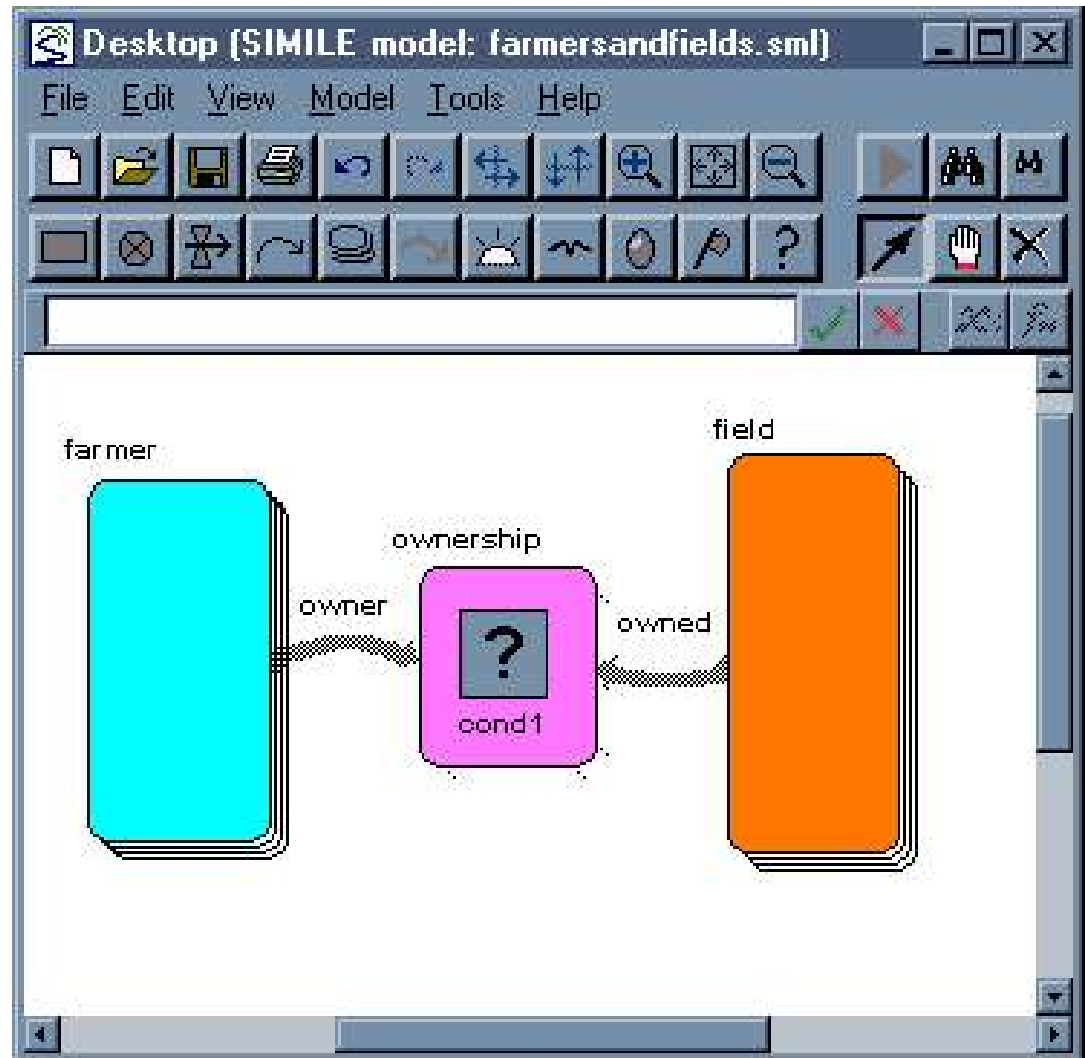 Desktop (SIMILE model: farmersandfields.sml)
File Edit View Model Tools Help
?
field
farmer
ownership
owner
owned
?
cond1